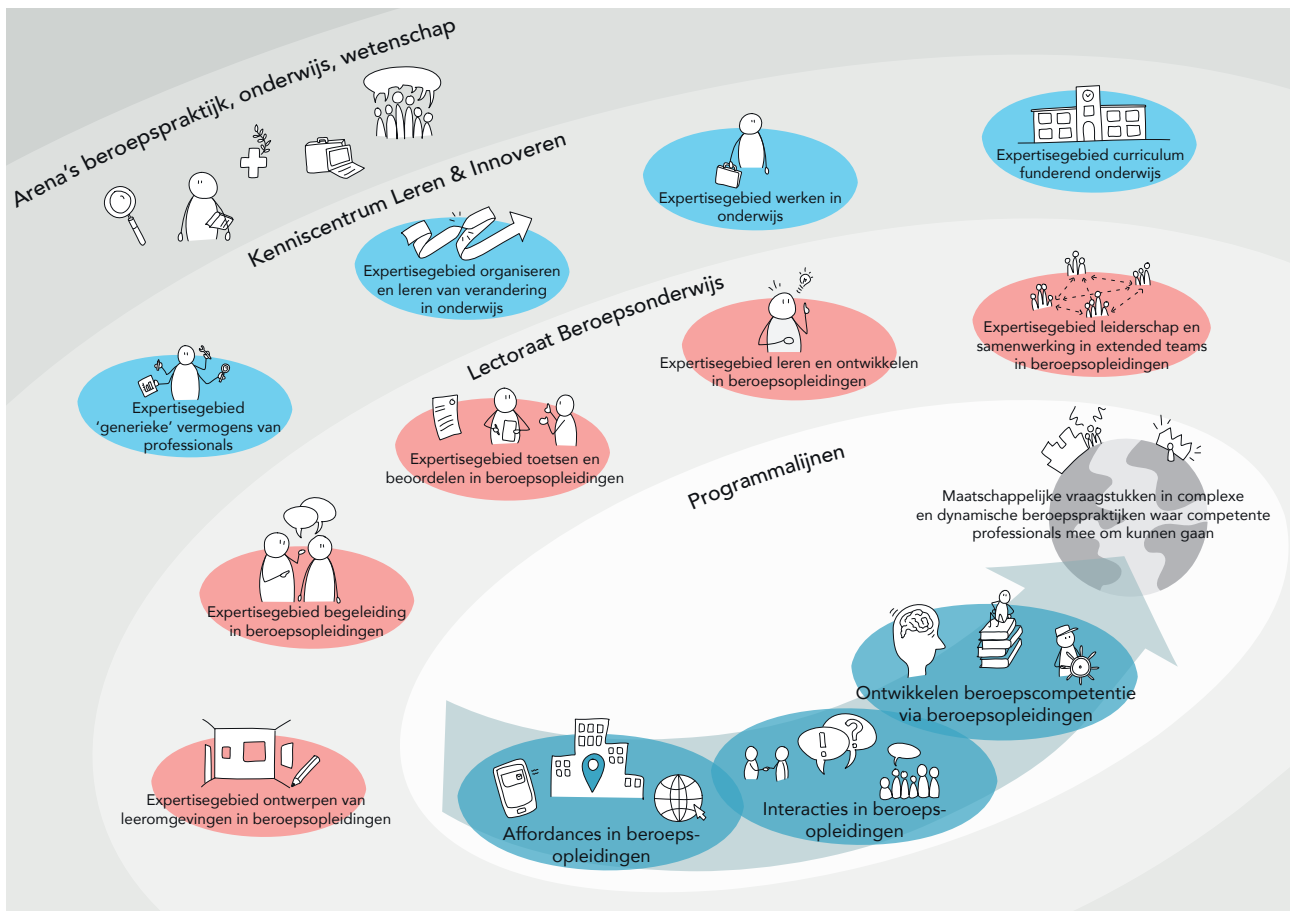 Arena's beroepspraktijk, onderwijs, wetenschap
Kenniscentrum Leren & Innoveren
Expertisegebied curriculum
funderend onderwijs
Expertisegebied werken in
onderwijs
Expertisegebied organiseren
en leren van verandering
in onderwijs
Expertisegebied
'generieke' vermogens van
professionals
Lectoraat Beroepsonderwijs
Expertisegebied leiderschap en
samenwerking in extended teams
in beroepsopleidingen
Expertisegebied leren en ontwikkelen
in beroepsopleidingen
Expertisegebied toetsen en
beoordelen in beroepsopleidingen
Expertisegebied begeleiding
in beroepsopleidingen
Expertisegebied ontwerpen van
leeromgevingen in beroepsopleidingen
Programmalijnen
Maatschappelijke vraagstukken in complexe
en dynamische beroepspraktijken waar competente
professionals mee om kunnen gaan
Ontwikkelen beroepscompetentie
via beroepsopleidingen
Interacties in beroeps-
opleidingen
Affordances in beroeps-
opleidingen